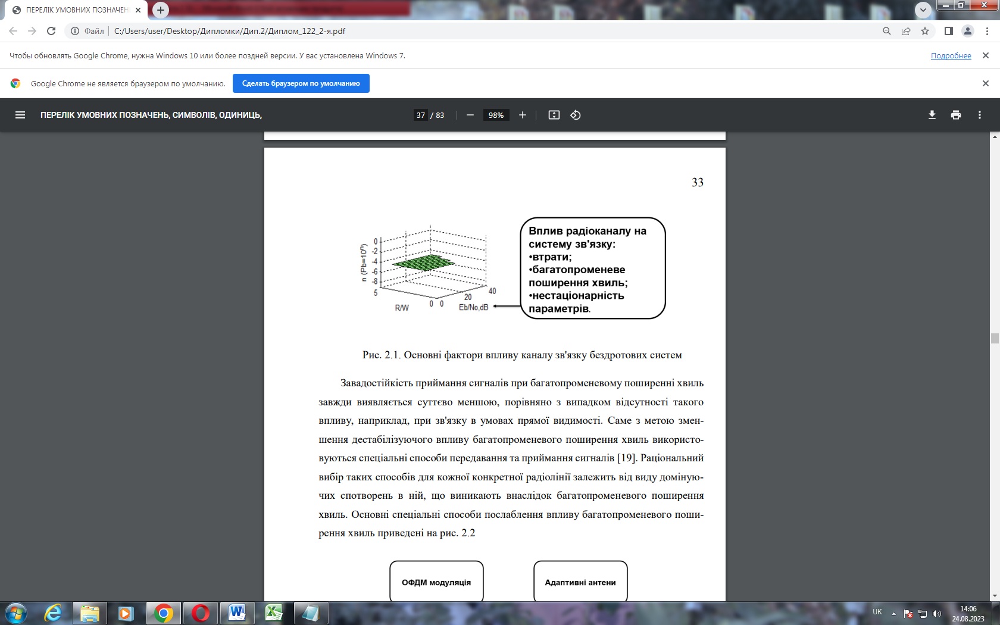 ПЕРЕЛІК УМОВНИХ ПОЗНАЧЕН
Файл C:/Users/user/Desktop/Дипломки/Дип.2/Диплом_122_2-я.pdf
Чтобы обновлять Google Chrome, нужна Windows 10 или более поздней версии. У вас установлена Windows 7. Подробнее
Google Chrome не является браузером по умолчанию. Сделать браузером по умолчанию
ПЕРЕЛІК УМОВНИХ ПОЗНАЧЕНЬ, СИМВОЛІВ, ОДИНИЦЬ, 37 / 83 98%
33
n (Pb=10^n)
0
-2
-4
-6
-8
5
0
0
20
40
R/W
Eb/No,dB
Вплив радіоканалу на
систему зв'язку:
•втрати;
•багатопроменеве
поширення хвиль;
•нестаціонарність
параметрів.
Рис. 2.1. Основні фактори впливу каналу зв'язку бездротових систем
Завадостійкість приймання сигналів при багатопроменевому поширенні хвиль
завжди виявляється суттєво меншою, порівняно з випадком відсутності такого
впливу, наприклад, при зв'язку в умовах прямої видимості. Саме з метою змен-
шення дестабілізуючого впливу багатопроменевого поширення хвиль використо-
вуються спеціальні способи передавання та приймання сигналів [19]. Раціональний
вибір таких способів для кожної конкретної радіолінії залежить від виду доміную-
чих спотворень в ній, що виникають внаслідок багатопроменевого поширення
хвиль. Основні спеціальні способи послаблення впливу багатопроменевого поши-
рення хвиль приведені на рис. 2.2
ОФДМ модуляція
Адаптивні антени
UK
14:06
24.08.2023